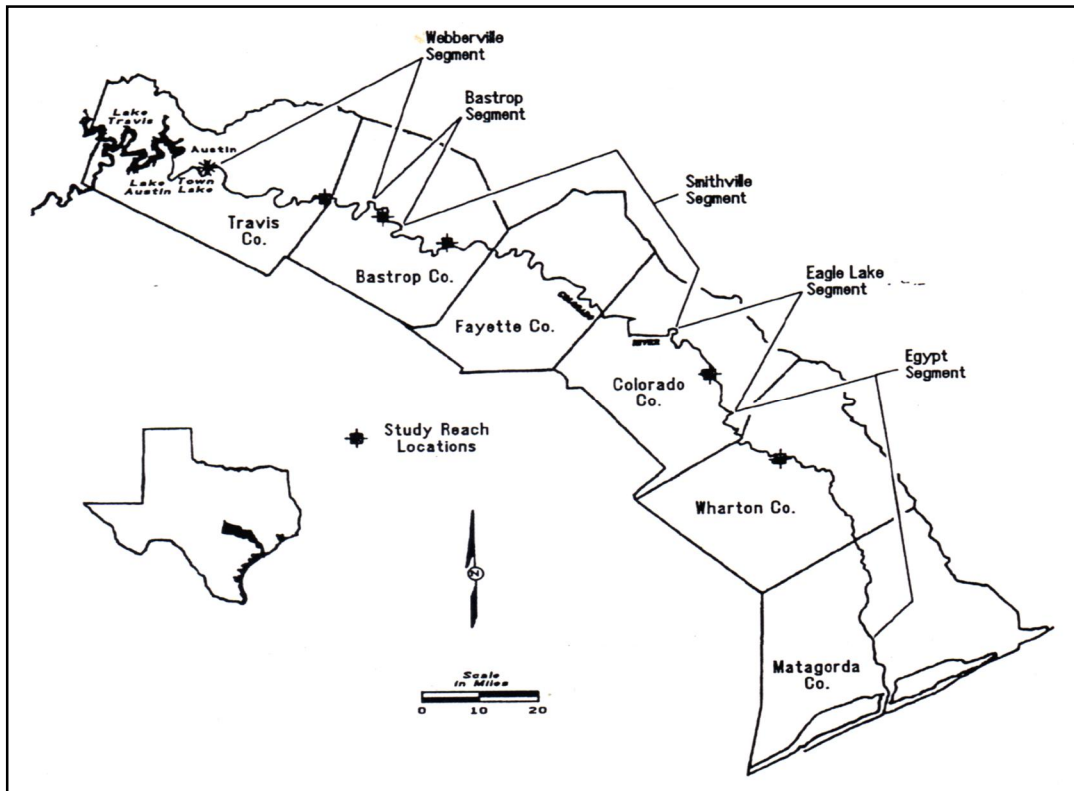 Webberville
Segment
Bastrop
Segment
Lake
Travis
Austin
Lake
Austin
Town
Lake
Smithville
Segment
Travis
Co.
Bastrop Co.
Eagle Lake
Segment
COLORADO
RIVER
Fayette Co.
Egypt
Segment
Colorado
Co.
Study Reach
Locations
Wharton Co.
N
Matagorda
Co.
Scale
in Miles
0 10 20